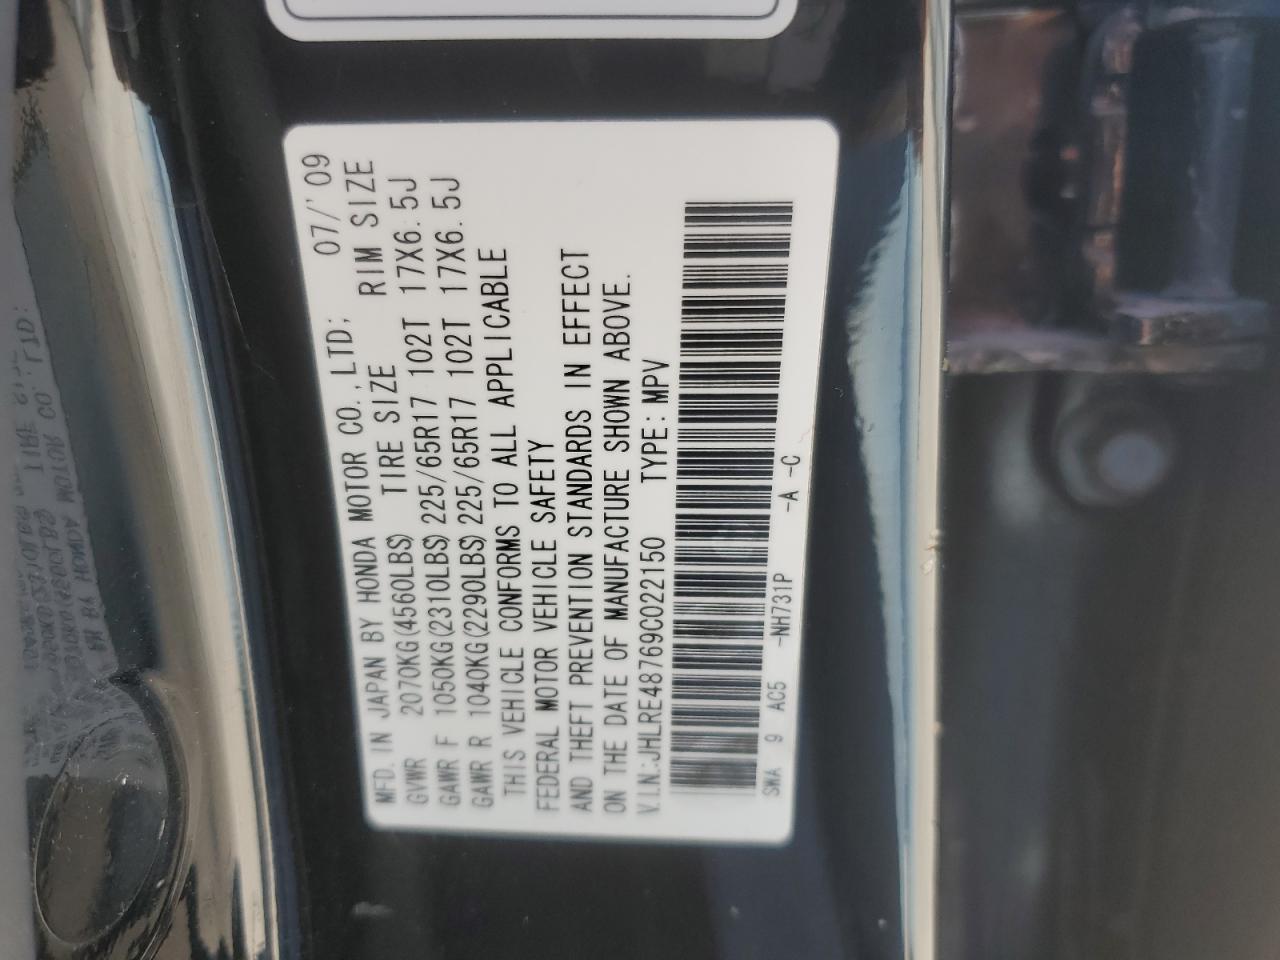 MFD. IN JAPAN BY HONDA MOTOR CO., LTD; 07/'09
GVWR 2070KG(4560LBS) TIRE SIZE RIM SIZE
GAWR F 1050KG(2310LBS) 225/65R17 102T 17X6.5J
GAWR R 1040KG(2290LBS) 225/65R17 102T 17X6.5J
THIS VEHICLE CONFORMS TO ALL APPLICABLE
FEDERAL MOTOR VEHICLE SAFETY
AND THEFT PREVENTION STANDARDS IN EFFECT
ON THE DATE OF MANUFACTURE SHOWN ABOVE.
V.I.N.:JHLRE48769C022150 TYPE: MPV
SWA 9 AC5 -NH731P -A -C